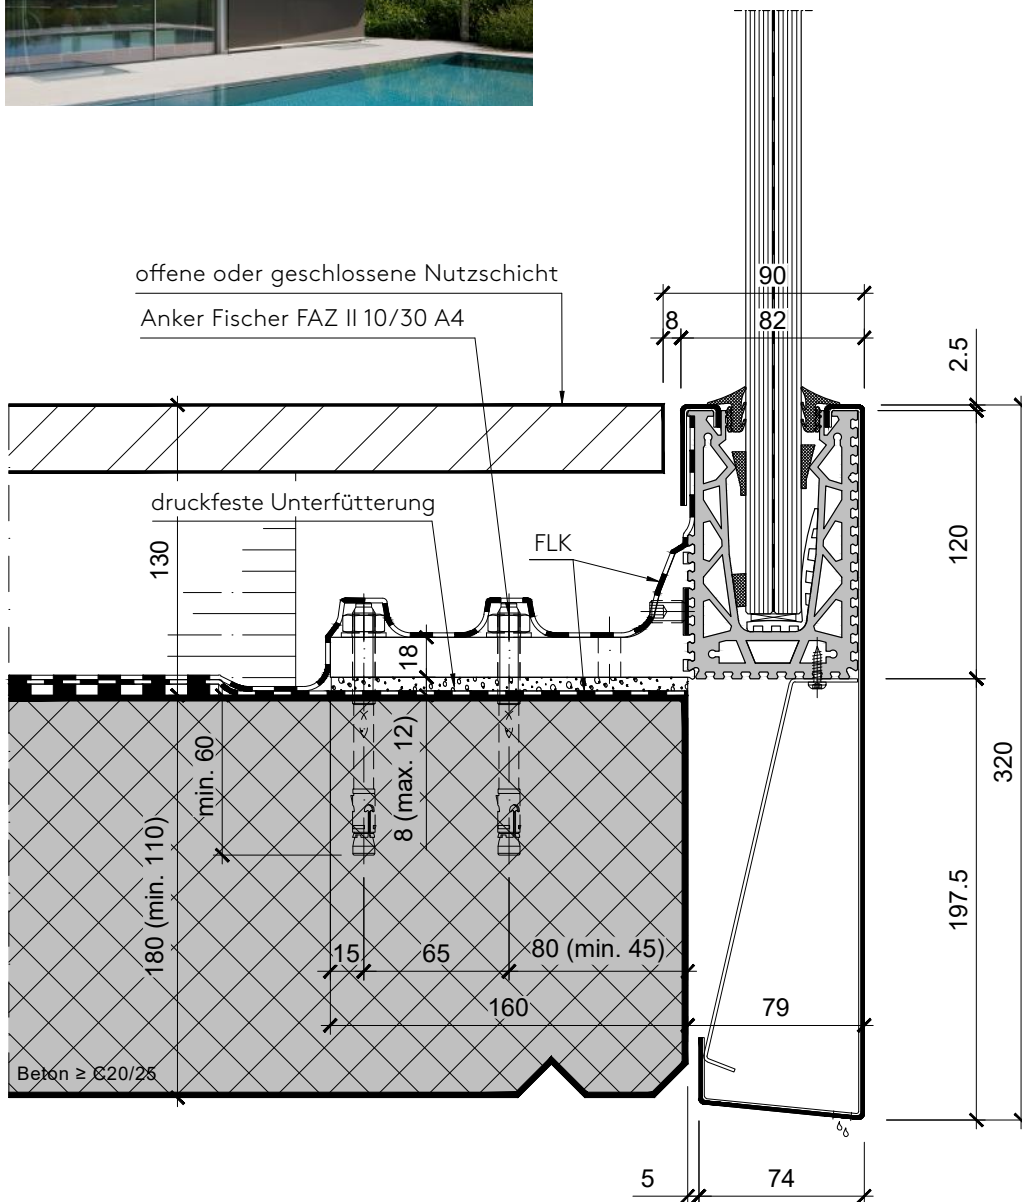 90
8
82
offene oder geschlossene Nutzschicht
Anker Fischer FAZ II 10/30 A4
2.5
druckfeste Unterfütterung
130
FLK
120
18
320
min. 60
8 (max. 12)
180 (min. 110)
197.5
15
65
80 (min. 45)
160
79
Beton ≥ C20/25
5
74